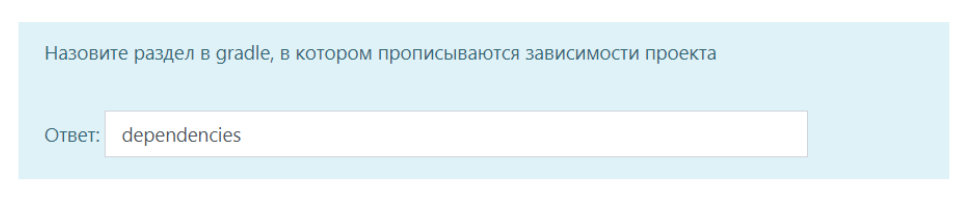 Назовите раздел в gradle, в котором прописываются зависимости проекта
Ответ: dependencies